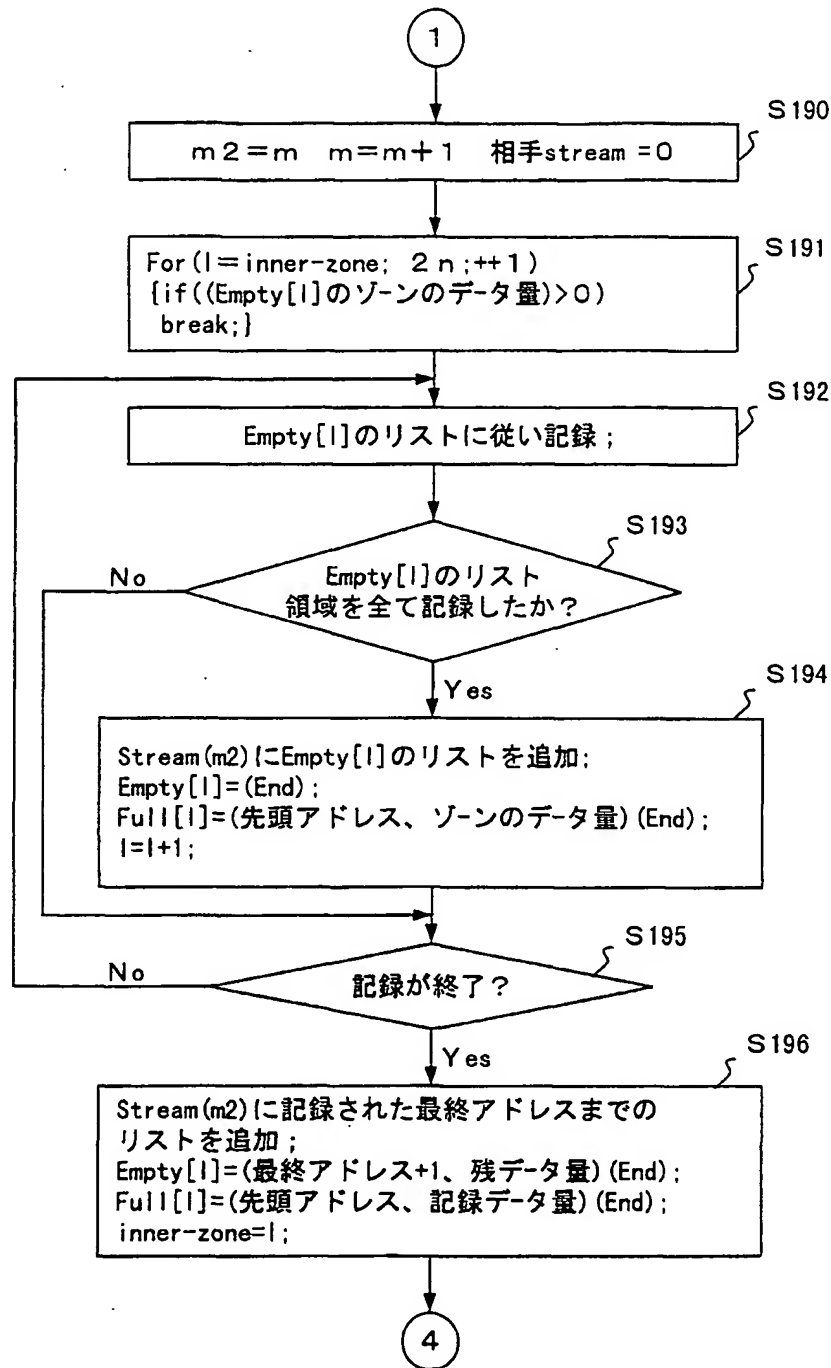 1
S190
m2=m m=m+1 相手stream=0
S191
For(l=inner-zone; 2n;++1)
{if((Empty[l]のゾーンのデータ量)>0)
break;}
S192
Empty[l]のリストに従い記録;
S193
No
Empty[l]のリスト
領域を全て記録したか?
Yes
S194
Stream(m2)にEmpty[l]のリストを追加;
Empty[l]=(End);
Full[l]=(先頭アドレス、ゾーンのデータ量)(End);
l=l+1;
S195
No
記録が終了?
Yes
S196
Stream(m2)に記録された最終アドレスまでの
リストを追加;
Empty[l]=(最終アドレス+1、残データ量)(End);
Full[l]=(先頭アドレス、記録データ量)(End);
inner-zone=l;
4